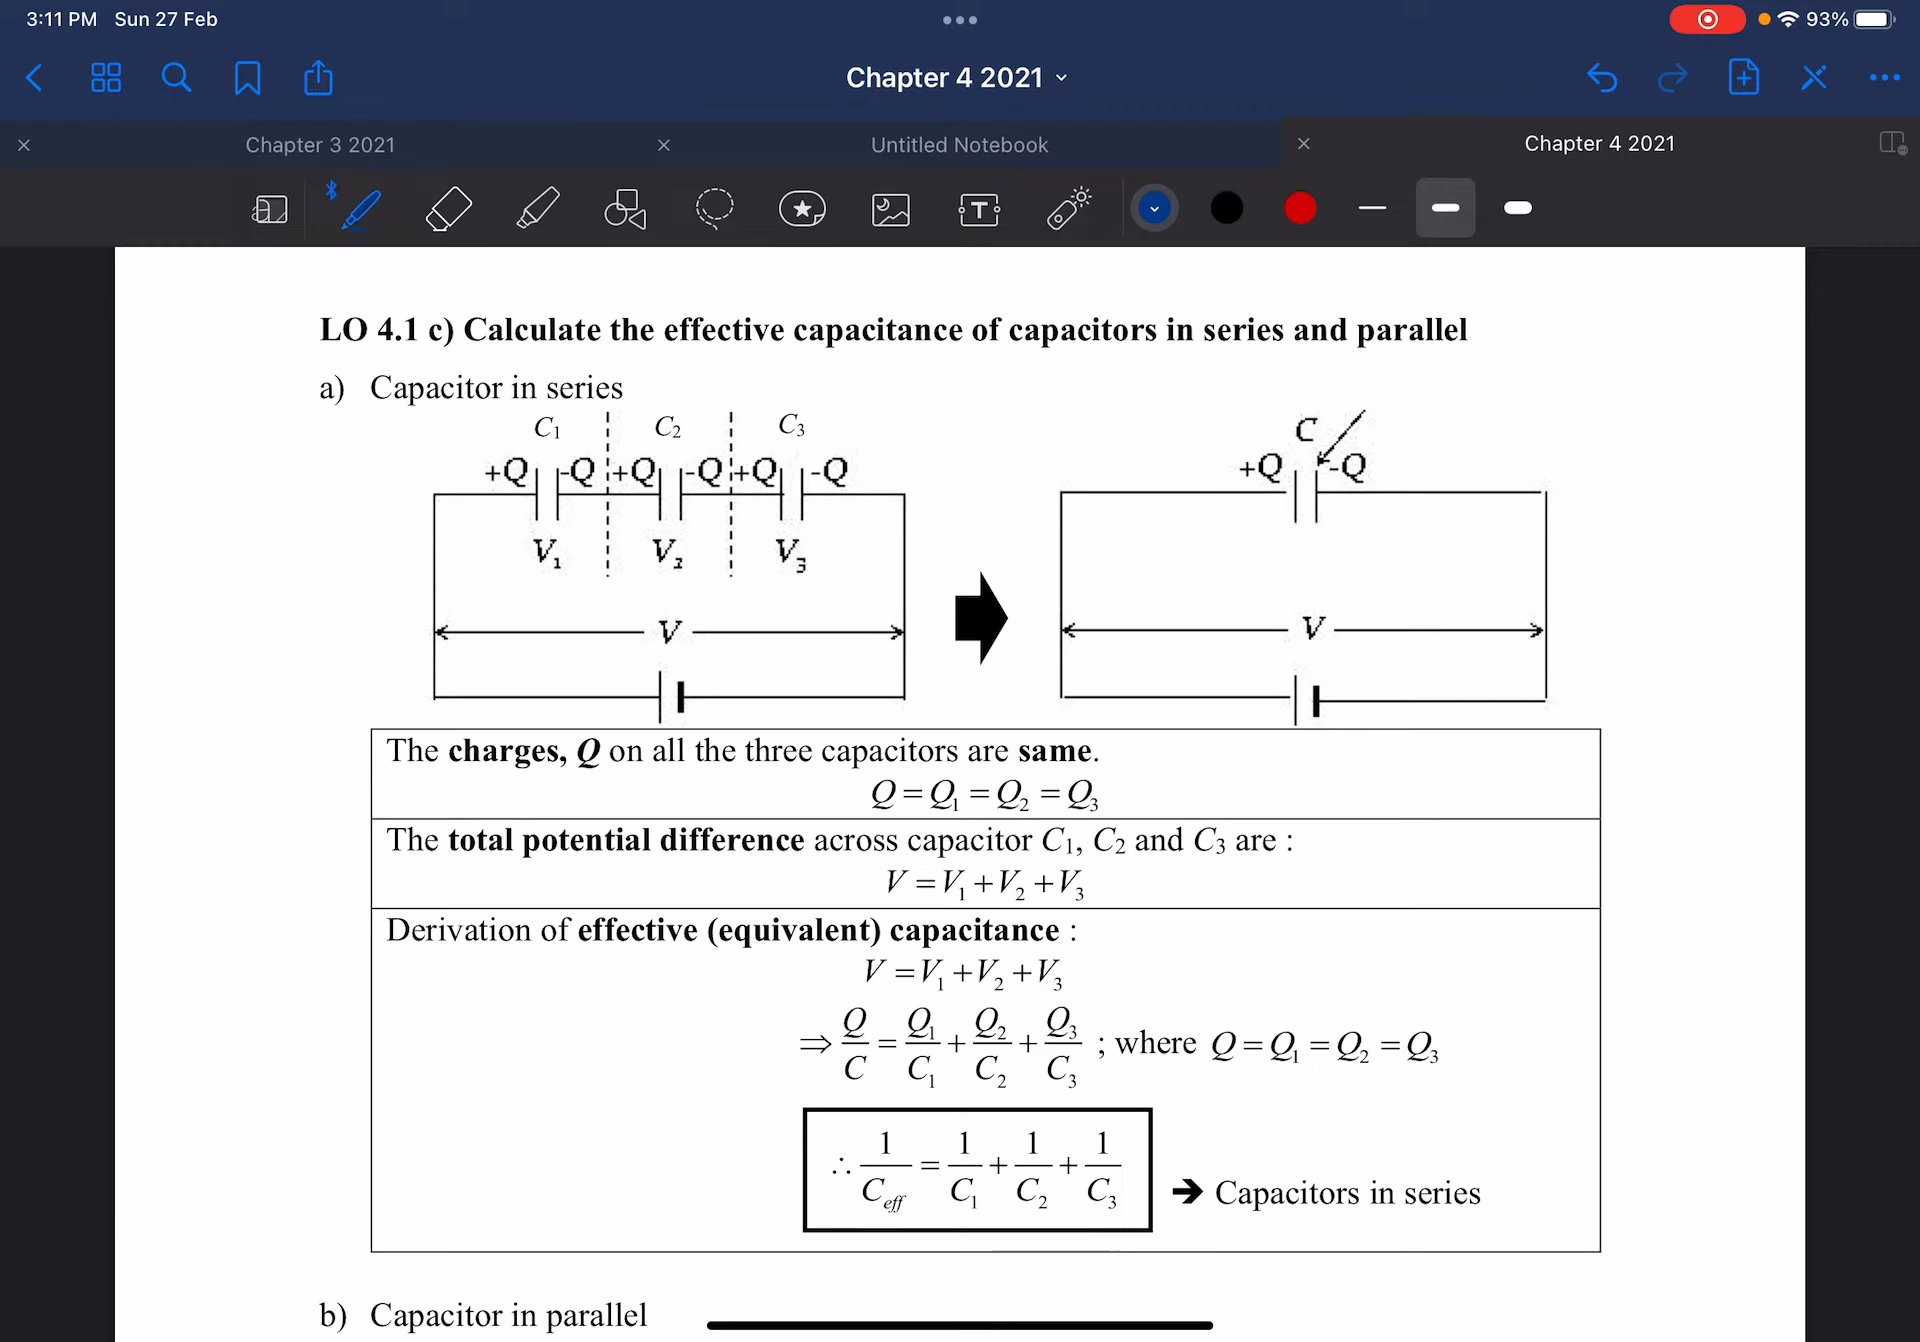 3:11 PM Sun 27 Feb
93%
Chapter 4 2021
Chapter 3 2021
Untitled Notebook
Chapter 4 2021
LO 4.1 c) Calculate the effective capacitance of capacitors in series and parallel
a) Capacitor in series
C₁ C₂ C₃
+Q -Q +Q -Q +Q -Q
V₁ V₂ V₃
V
C
+Q -Q
V
The charges, Q on all the three capacitors are same.
Q = Q₁ = Q₂ = Q₃
The total potential difference across capacitor C₁, C₂ and C₃ are :
V = V₁ + V₂ + V₃
Derivation of effective (equivalent) capacitance :
V = V₁ + V₂ + V₃
⇒ Q/C = Q₁/C₁ + Q₂/C₂ + Q₃/C₃ ; where Q = Q₁ = Q₂ = Q₃
∴ 1/C_eff = 1/C₁ + 1/C₂ + 1/C₃ ➔ Capacitors in series
b) Capacitor in parallel